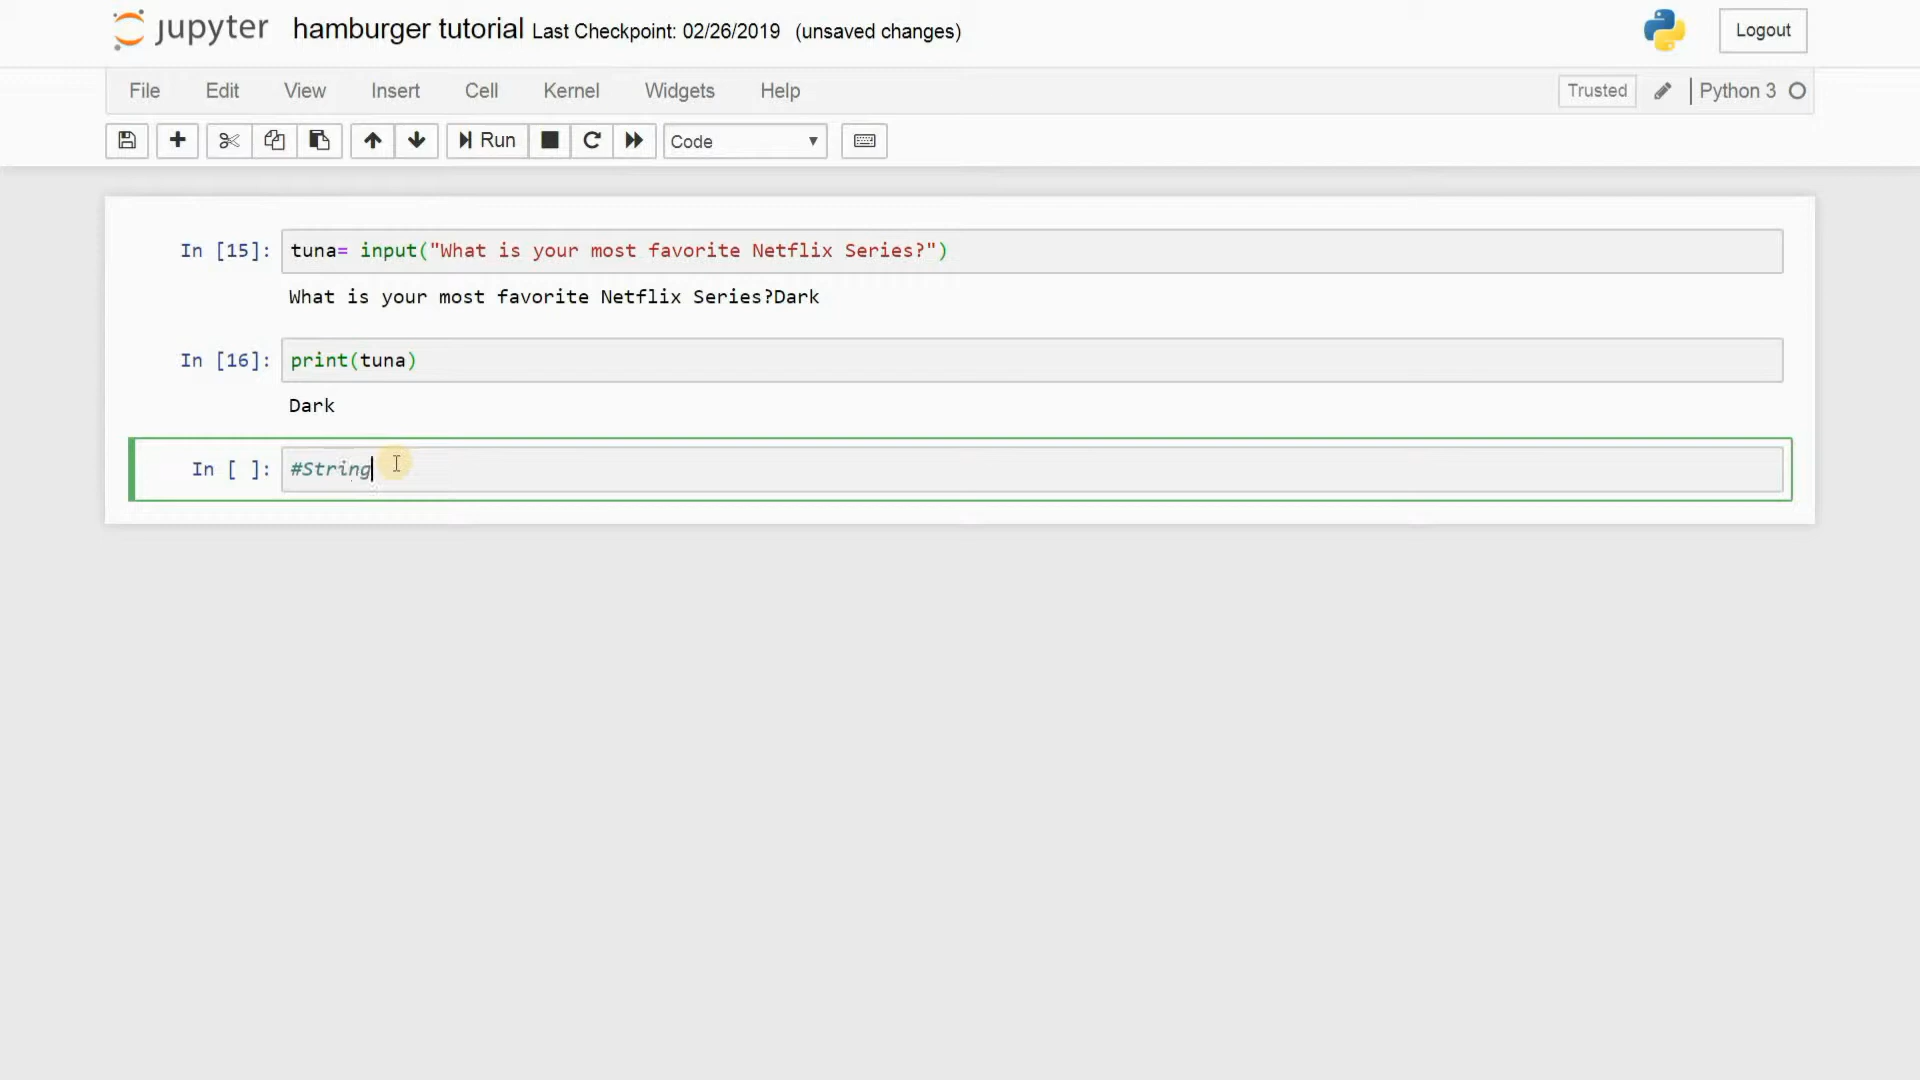 jupyter hamburger tutorial Last Checkpoint: 02/26/2019 (unsaved changes) Logout
File Edit View Insert Cell Kernel Widgets Help Trusted Python 3
Run Code
In [15]: tuna= input("What is your most favorite Netflix Series?")
What is your most favorite Netflix Series?Dark
In [16]: print(tuna)
Dark
In [ ]: #String